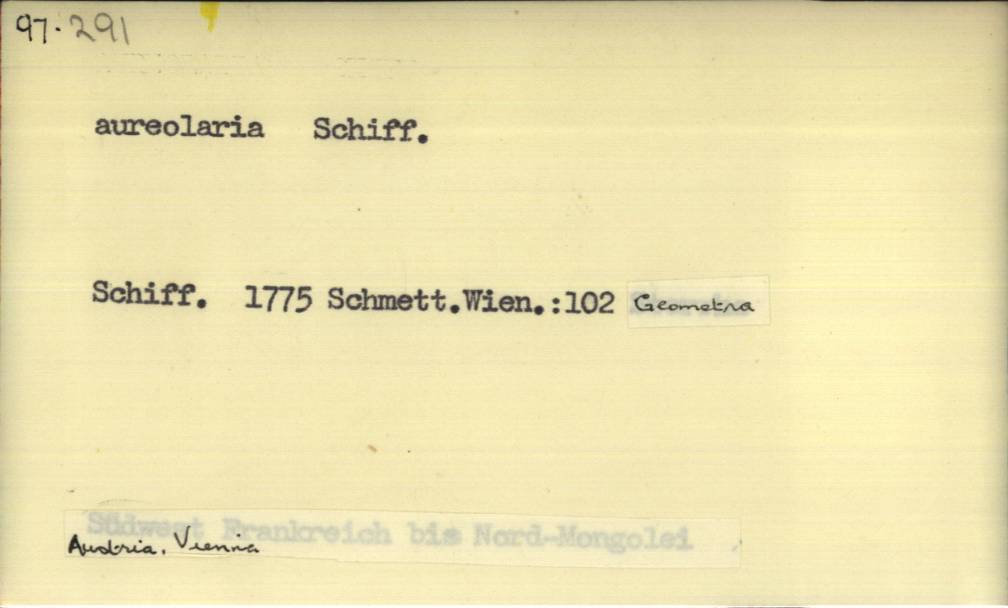 97.291
aureolaria Schiff.
Schiff. 1775 Schmett.Wien.:102 Geometra
Südwest Frankreich bis Nord-Mongolei
Austria. Vienna